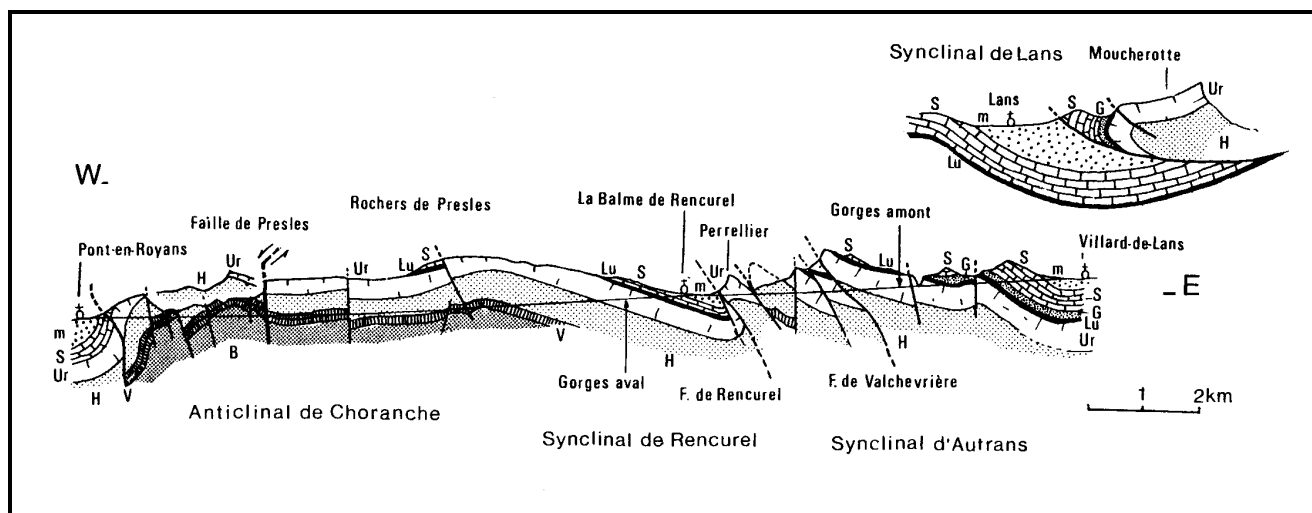 Synclinal de Lans
Moucherotte
S
Lans
m
S
G
Ur
H
Lu
W_
Pont-en-Royans
Faille de Presles
Rochers de Presles
La Balme de Rencurel
Perrellier
Gorges amont
Villard-de-Lans
_E
Ur
H
Ur
Lu
S
Lu
S
m
Ur
S
Lu
S
G
S
m
m
S
Ur
H
V
B
V
H
H
S
G
Lu
Ur
Gorges aval
F. de Rencurel
F. de Valchevrière
1
2km
Anticlinal de Choranche
Synclinal de Rencurel
Synclinal d'Autrans